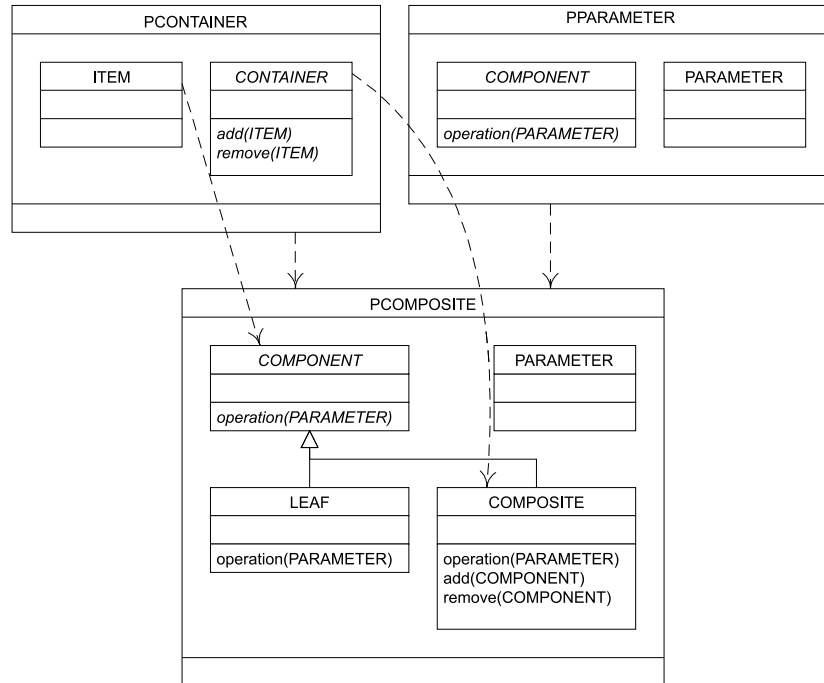 PCONTAINER
ITEM
CONTAINER
add(ITEM)
remove(ITEM)
PPARAMETER
COMPONENT
operation(PARAMETER)
PARAMETER
PCOMPOSITE
COMPONENT
operation(PARAMETER)
PARAMETER
LEAF
operation(PARAMETER)
COMPOSITE
operation(PARAMETER)
add(COMPONENT)
remove(COMPONENT)